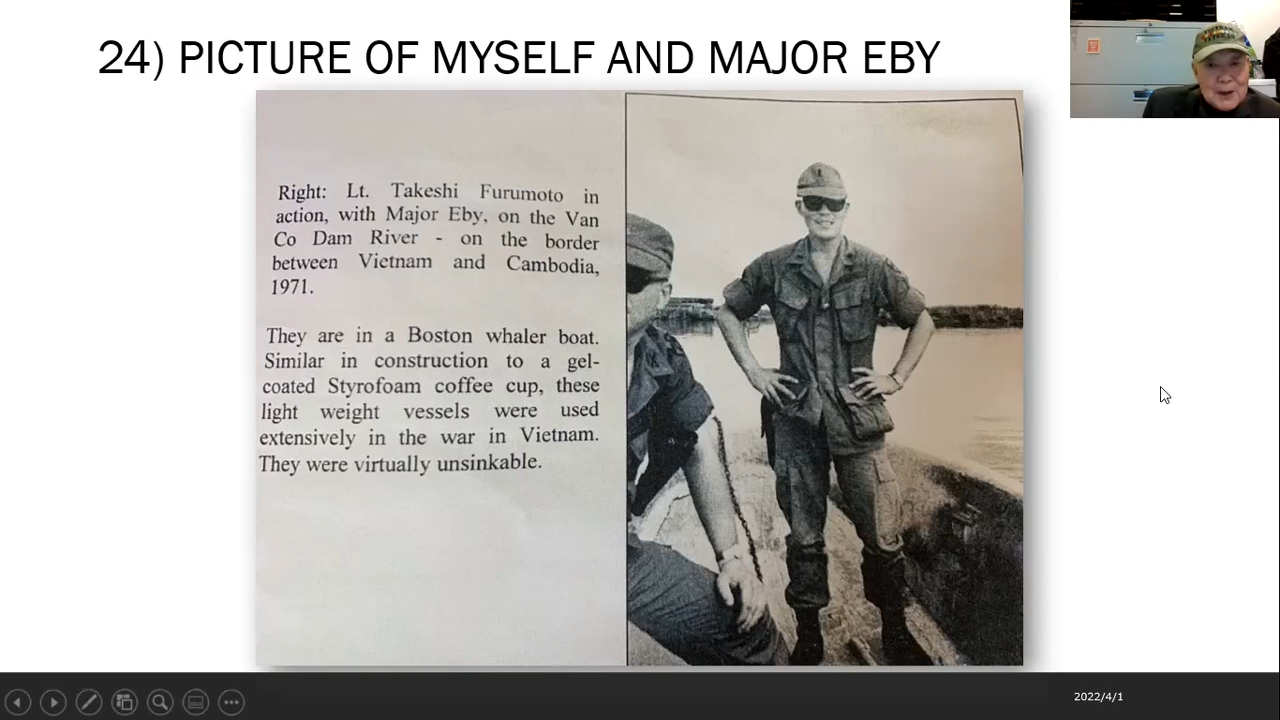 24) PICTURE OF MYSELF AND MAJOR EBY
Right: Lt. Takeshi Furumoto in
action, with Major Eby, on the Van
Co Dam River - on the border
between Vietnam and Cambodia,
1971.
They are in a Boston whaler boat.
Similar in construction to a gel-
coated Styrofoam coffee cup, these
light weight vessels were used
extensively in the war in Vietnam.
They were virtually unsinkable.
2022/4/1